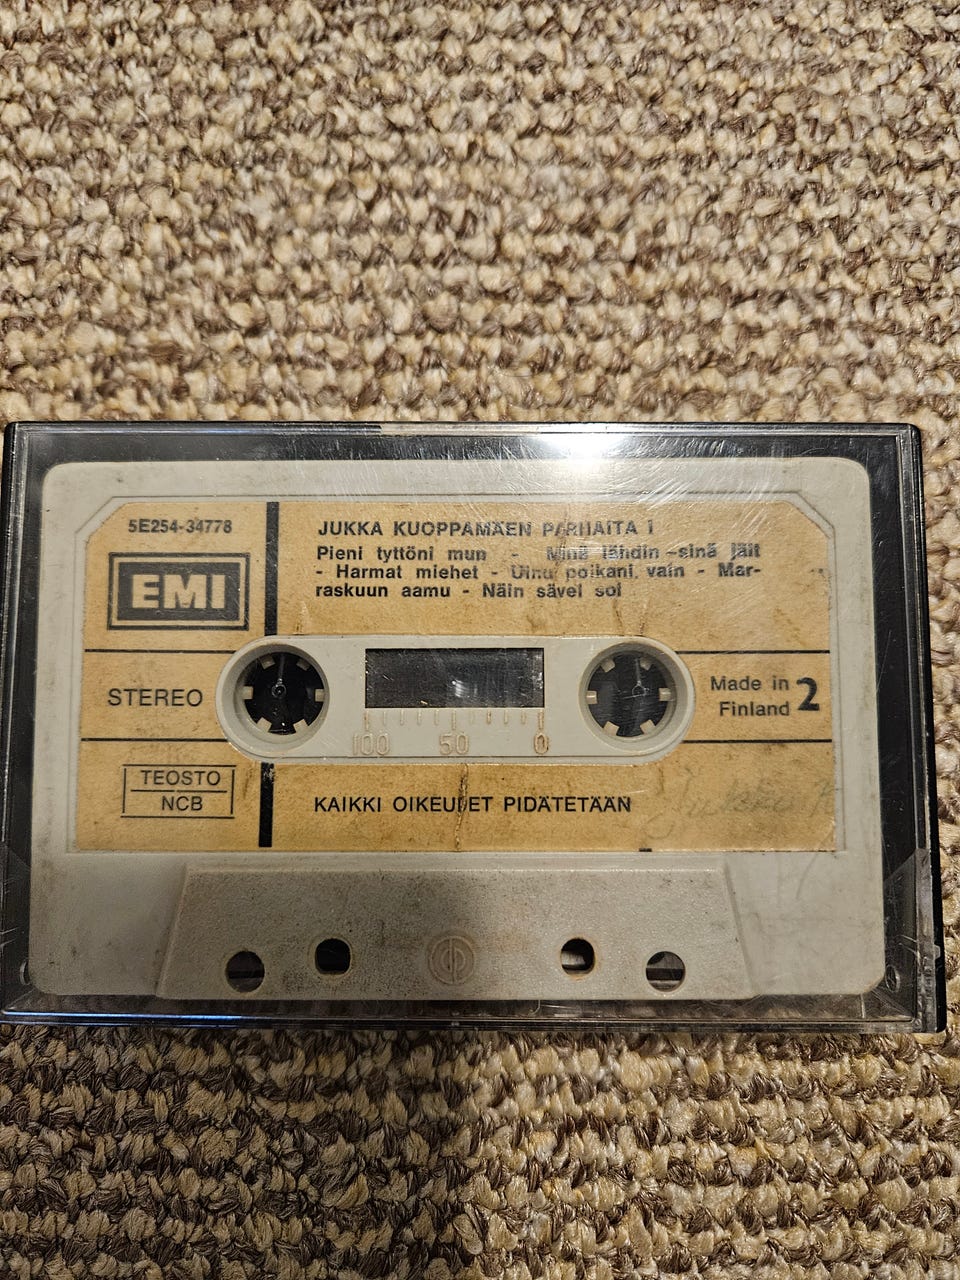 5E254-34778
EMI
STEREO
TEOSTO
NCB
JUKKA KUOPPAMÄEN PARHAITA 1
Pieni tyttöni mun - Minä lähdin - sinä jäit
- Harmat miehet - Uinu poikani vain - Mar-
raskuun aamu - Näin sävel soi
100 50 0
Made in
Finland 2
KAIKKI OIKEUDET PIDÄTETÄÄN